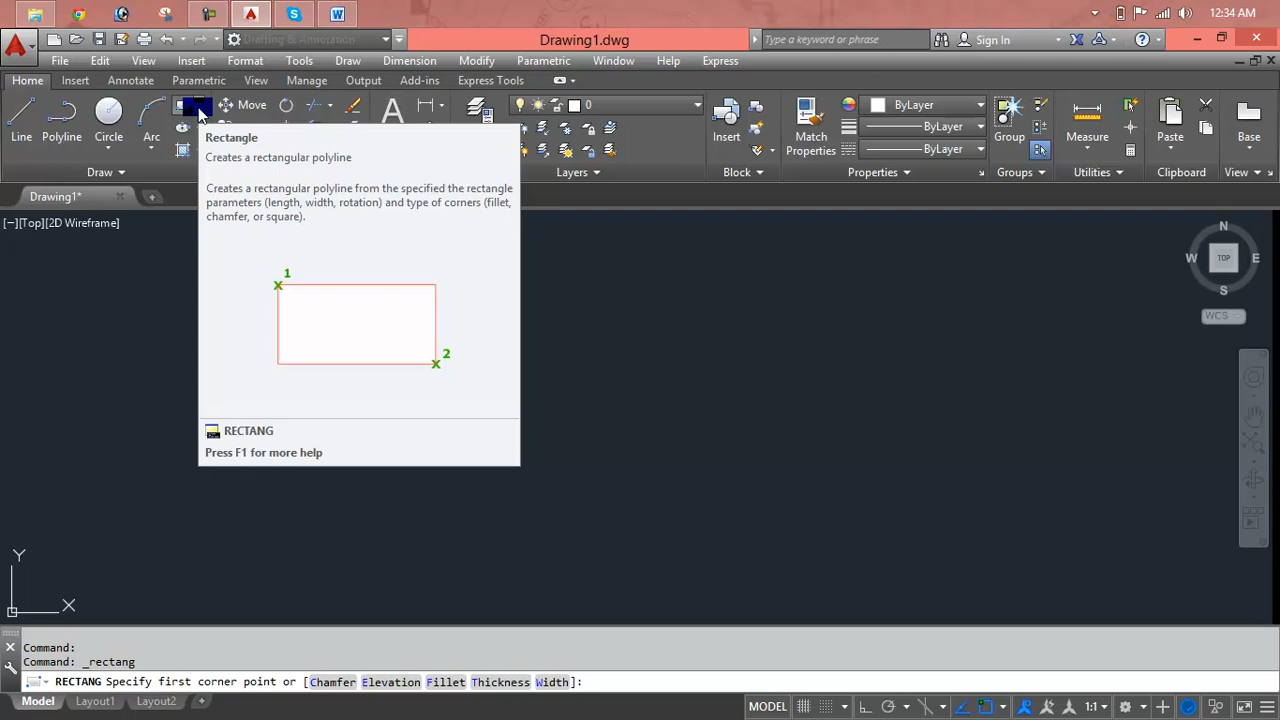 12:34 AM
Drafting & Annotation
Drawing1.dwg
Type a keyword or phrase
Sign In
File Edit View Insert Format Tools Draw Dimension Modify Parametric Window Help Express
Home Insert Annotate Parametric View Manage Output Add-ins Express Tools
Move
0
ByLayer
ByLayer
ByLayer
Line Polyline Circle Arc
Insert
Match
Properties
Group
Measure
Paste
Base
Draw
Layers
Block
Properties
Groups
Utilities
Clipboard
View
Drawing1*
[−][Top][2D Wireframe]
Rectangle
Creates a rectangular polyline
Creates a rectangular polyline from the specified the rectangle
parameters (length, width, rotation) and type of corners (fillet,
chamfer, or square).
1
2
RECTANG
Press F1 for more help
N
W TOP E
S
WCS
Y
X
Command:
Command: _rectang
RECTANG Specify first corner point or [Chamfer Elevation Fillet Thickness Width]:
Model Layout1 Layout2
MODEL
1:1